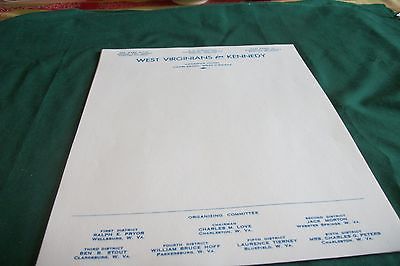 WEST VIRGINIANS for KENNEDY
ORGANIZING COMMITTEE
CHAIRMAN
CHARLES M. LOVE
CHARLESTON, W. VA.
FIRST DISTRICT
RALPH E. PRYOR
WELLSBURG, W. VA.
SECOND DISTRICT
JACK MORTON
WEBSTER SPRINGS, W. VA.
THIRD DISTRICT
BEN B. STOUT
CLARKSBURG, W. VA.
FOURTH DISTRICT
WILLIAM BRUCE HOFF
PARKERSBURG, W. VA.
FIFTH DISTRICT
LAURENCE TIERNEY
BLUEFIELD, W. VA.
SIXTH DISTRICT
MRS. CHARLES G. PETERS
CHARLESTON, W. VA.